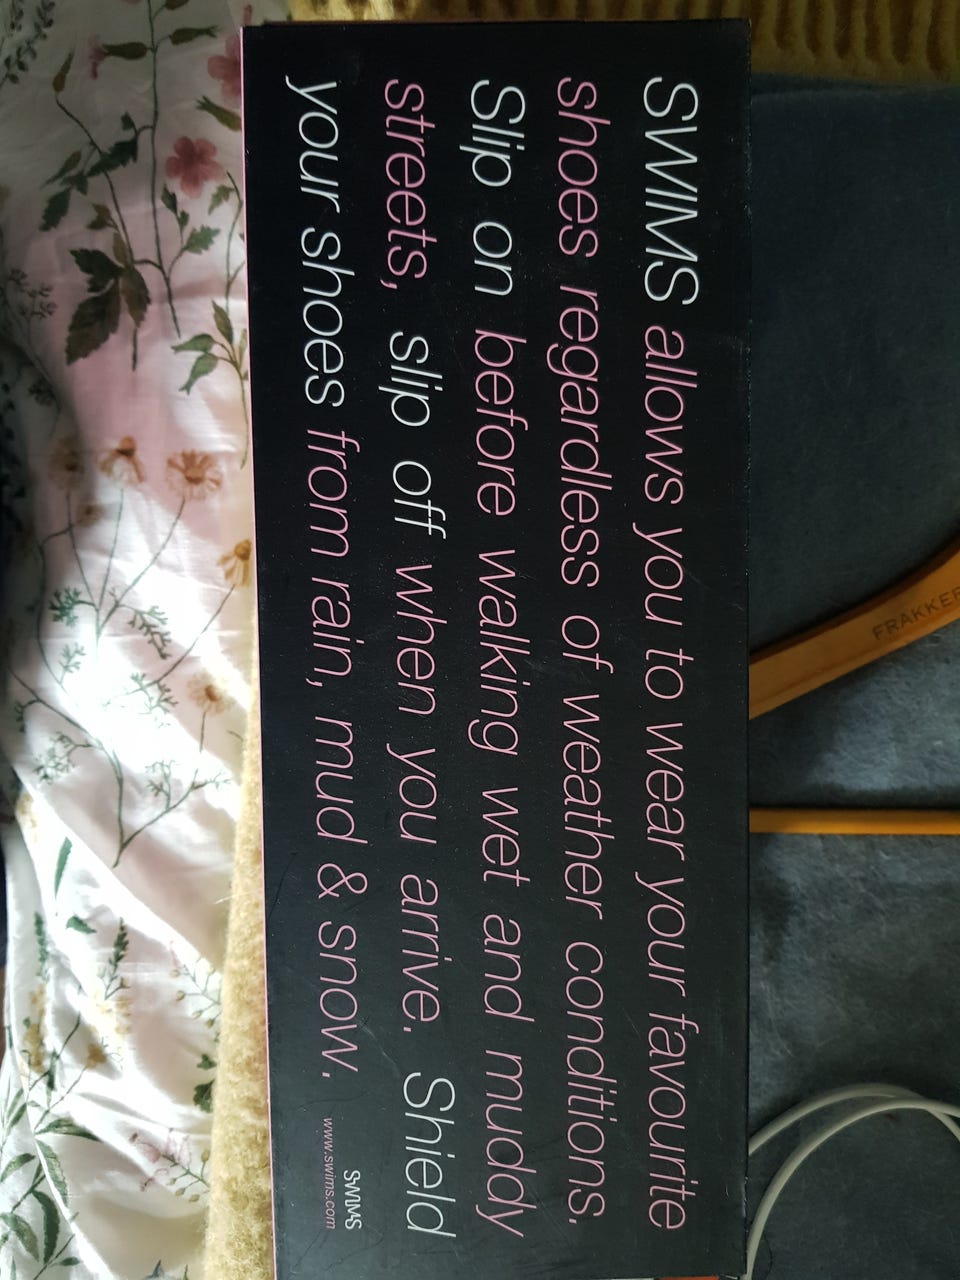 SWIMS allows you to wear your favourite
shoes regardless of weather conditions.
Slip on before walking wet and muddy
streets, slip off when you arrive. Shield
your shoes from rain, mud & snow.
SWIMS
www.swims.com
FRAKKER